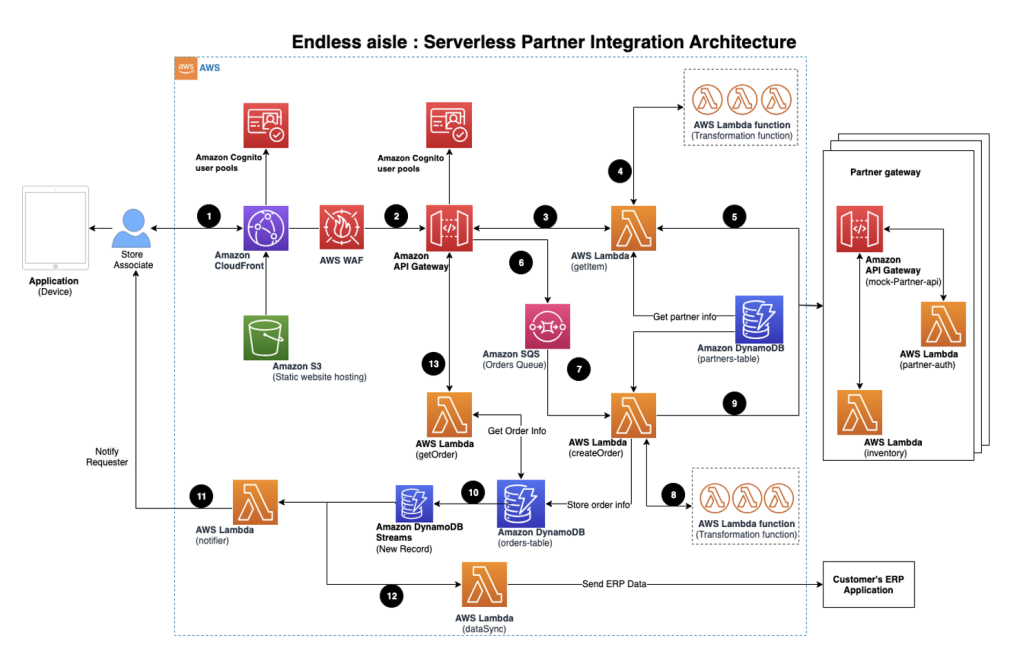 Endless aisle : Serverless Partner Integration Architecture
aws
AWS
Amazon Cognito
user pools
Amazon Cognito
user pools
AWS Lambda function
(Transformation function)
4
Partner gateway
1
2
3
5
Store
Associate
Amazon
CloudFront
AWS WAF
Amazon
API Gateway
AWS Lambda
(getItem)
Amazon
API Gateway
(mock-Partner-api)
Application
(Device)
6
Get partner info
Amazon S3
(Static website hosting)
Amazon SQS
(Orders Queue)
Amazon DynamoDB
(partners-table)
AWS Lambda
(partner-auth)
13
7
9
AWS Lambda
(getOrder)
Get Order Info
AWS Lambda
(createOrder)
AWS Lambda
(inventory)
Notify
Requester
11
10
8
AWS Lambda
(notifier)
Amazon DynamoDB
Streams
(New Record)
Store order info
Amazon DynamoDB
(orders-table)
AWS Lambda function
(Transformation function)
12
Send ERP Data
Customer's ERP
Application
AWS Lambda
(dataSync)